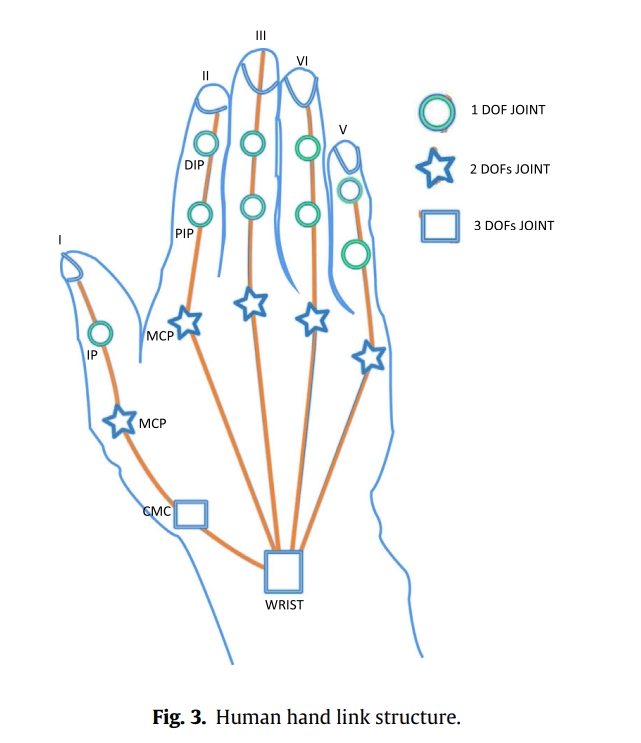 III
VI
II
V
1 DOF JOINT
DIP
2 DOFs JOINT
PIP
3 DOFs JOINT
I
MCP
IP
MCP
CMC
WRIST
Fig. 3. Human hand link structure.